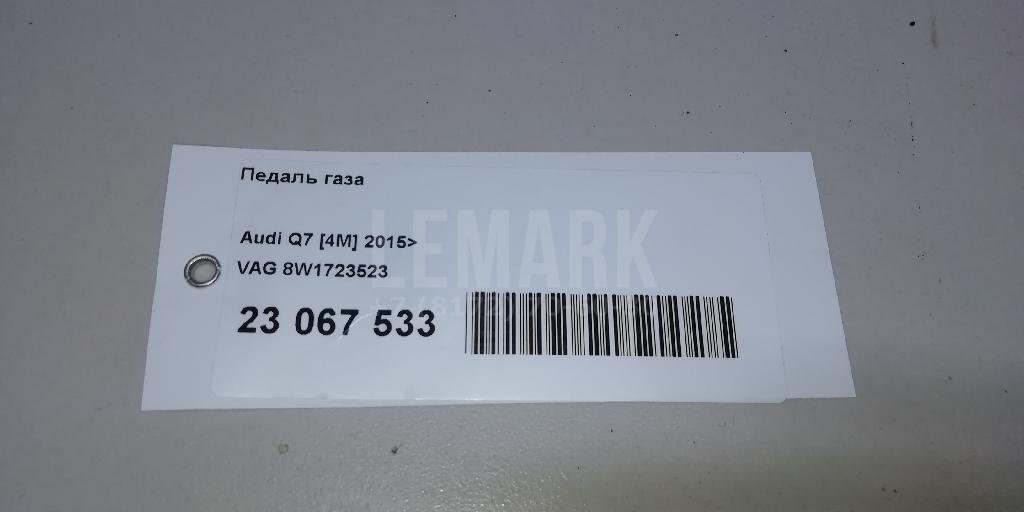 Педаль газа
Audi Q7 [4M] 2015>
VAG 8W1723523
23 067 533
LEMARK